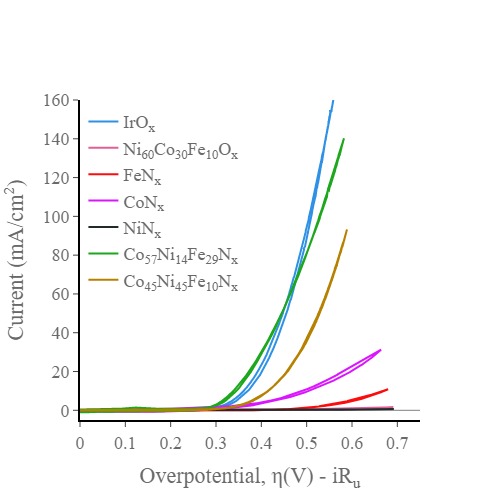 160
140
120
100
80
60
40
20
0
Current (mA/cm²)
IrOₓ
Ni₆₀Co₃₀Fe₁₀Oₓ
FeNₓ
CoNₓ
NiNₓ
Co₅₇Ni₁₄Fe₂₉Nₓ
Co₄₅Ni₄₅Fe₁₀Nₓ
0 0.1 0.2 0.3 0.4 0.5 0.6 0.7
Overpotential, η(V) - iRᵤ